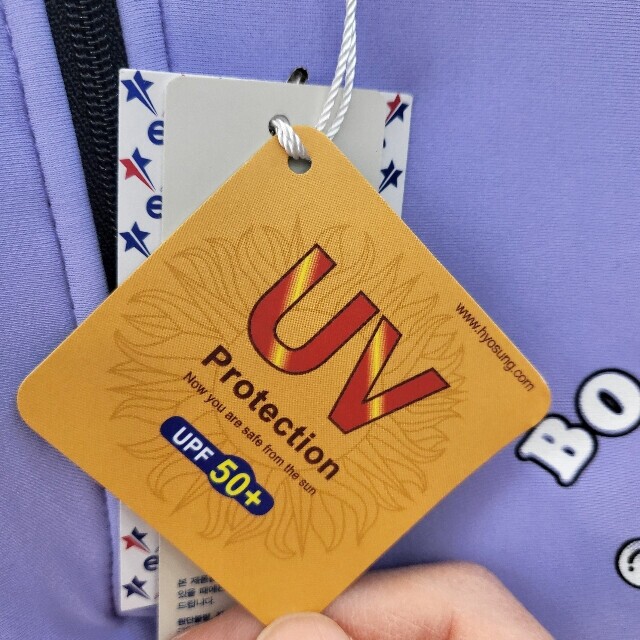 www.hyosung.com
UV
Protection
Now you are safe from the sun
UPF 50+
BO